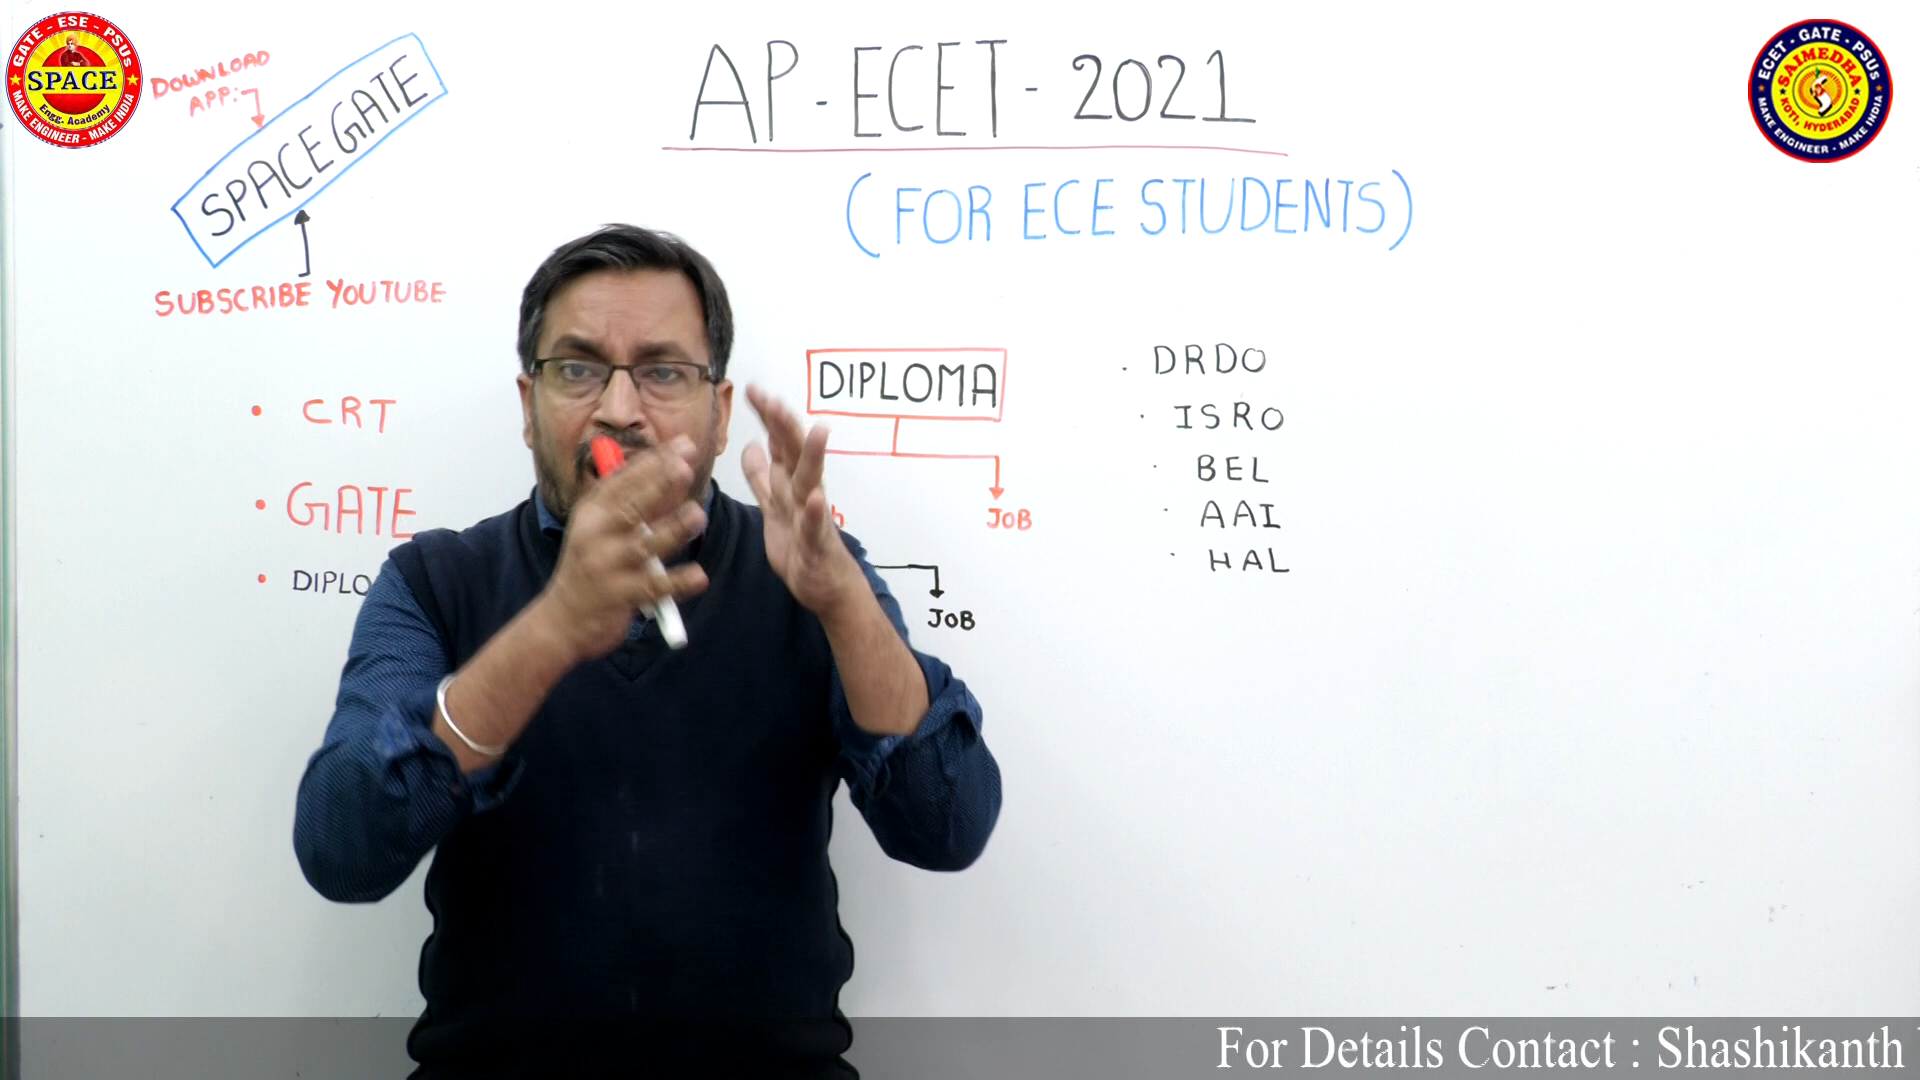 GATE - ESE - PSUs
SPACE
Engg. Academy
MAKE ENGINEER - MAKE INDIA
DOWNLOAD
APP:-
SPACE GATE
SUBSCRIBE YOUTUBE
AP - ECET - 2021
(FOR ECE STUDENTS)
ECET - GATE - PSUs
SAIMEDHA
KOTI, HYDERABAD
MAKE ENGINEER - MAKE INDIA
• CRT
• GATE
DIPLOMA
JOB
JOB
. DRDO
. ISRO
. BEL
. AAI
. HAL
For Details Contact : Shashikanth